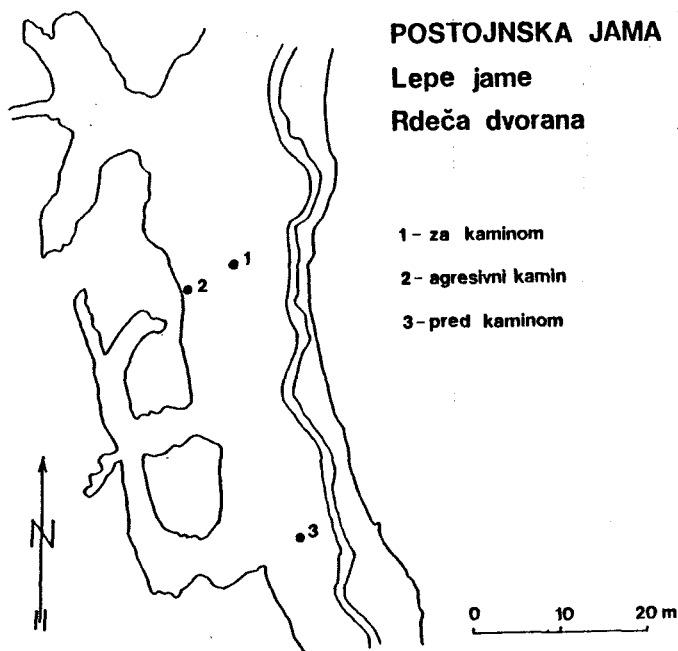 POSTOJNSKA JAMA
Lepe jame
Rdeča dvorana
1 - za kaminom
2 - agresivni kamin
3 - pred kaminom
1
2
3
N
0 10 20 m